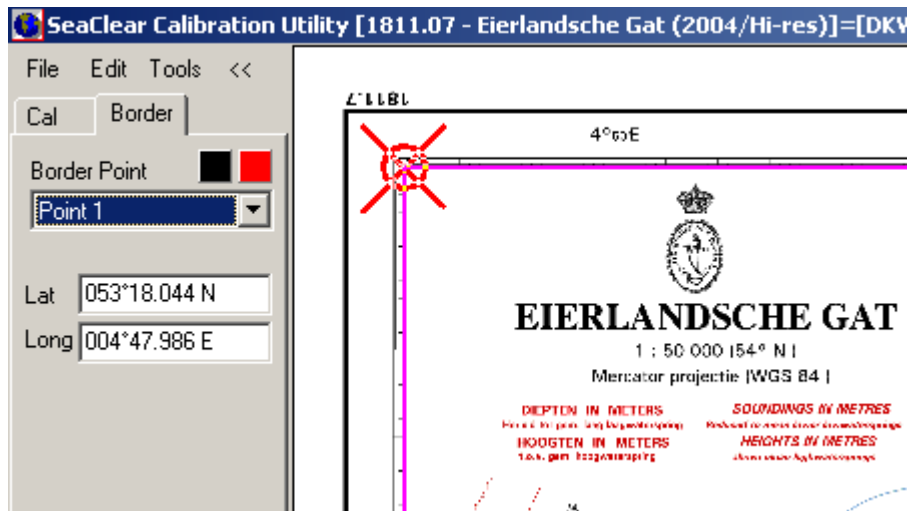 SeaClear Calibration Utility [1811.07 - Eierlandsche Gat (2004/Hi-res)]=[DKW
File Edit Tools <<
Cal Border
Border Point
Point 1
Lat 053°18.044 N
Long 004°47.986 E
1811.7
EIERLANDSCHE GAT
1 : 50 000 (54° N)
Mercator projectie (WGS 84)
DIEPTEN IN METERS
SOUNDINGS IN METRES
HOOGTEN IN METERS
HEIGHTS IN METRES